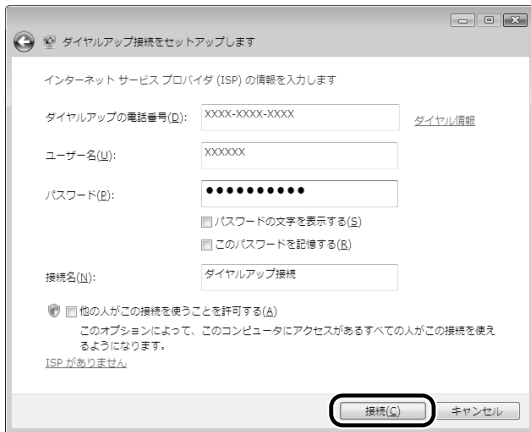 ダイヤルアップ接続をセットアップします
インターネット サービス プロバイダ (ISP) の情報を入力します
ダイヤルアップの電話番号(D): XXXX-XXXX-XXXX ダイヤル情報
ユーザー名(U): XXXXXX
パスワード(P): ●●●●●●●●●●
パスワードの文字を表示する(S)
このパスワードを記憶する(R)
接続名(N): ダイヤルアップ接続
他の人がこの接続を使うことを許可する(A)
このオプションによって、このコンピュータにアクセスがあるすべての人がこの接続を使え
るようになります。
ISP がありません
接続(C) キャンセル